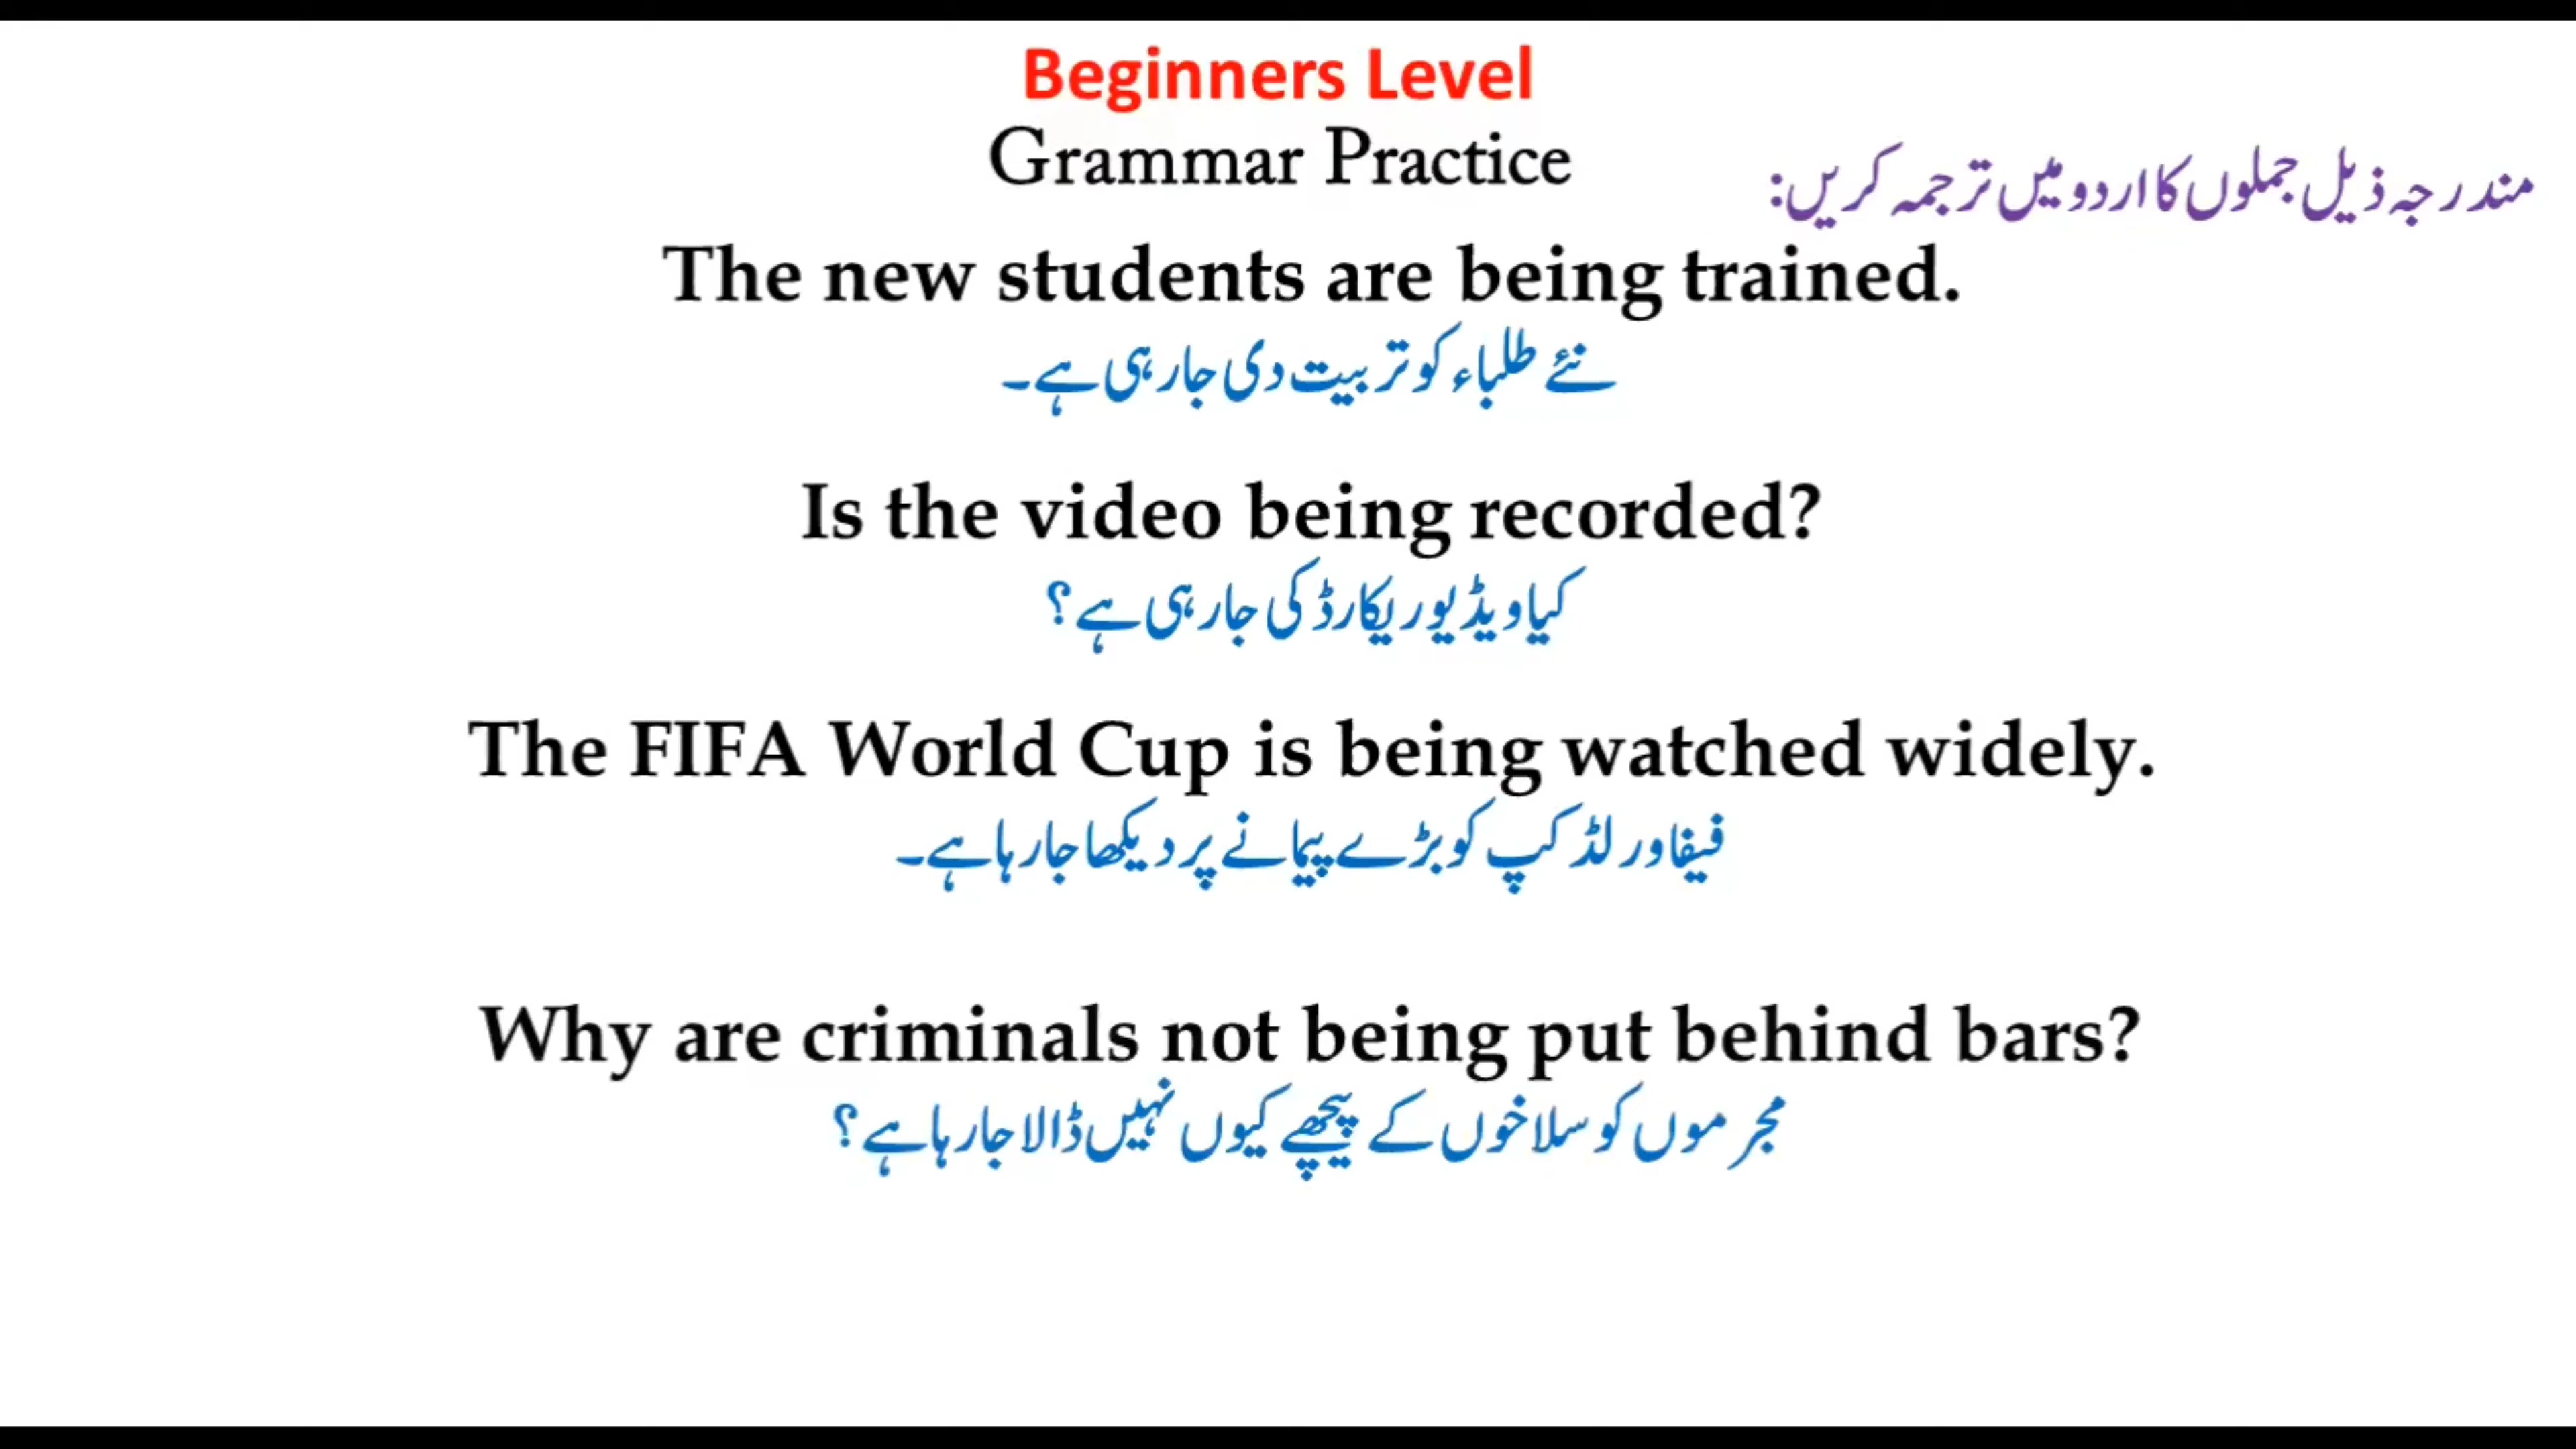 Beginners Level
Grammar Practice
مندرجہ ذیل جملوں کا اردو میں ترجمہ کریں:
The new students are being trained.
نئے طلباء کو تربیت دی جا رہی ہے۔
Is the video being recorded?
کیا ویڈیو ریکارڈ کی جا رہی ہے؟
The FIFA World Cup is being watched widely.
فیفا ورلڈ کپ کو بڑے پیمانے پر دیکھا جا رہا ہے۔
Why are criminals not being put behind bars?
مجرموں کو سلاخوں کے پیچھے کیوں نہیں ڈالا جا رہا ہے؟